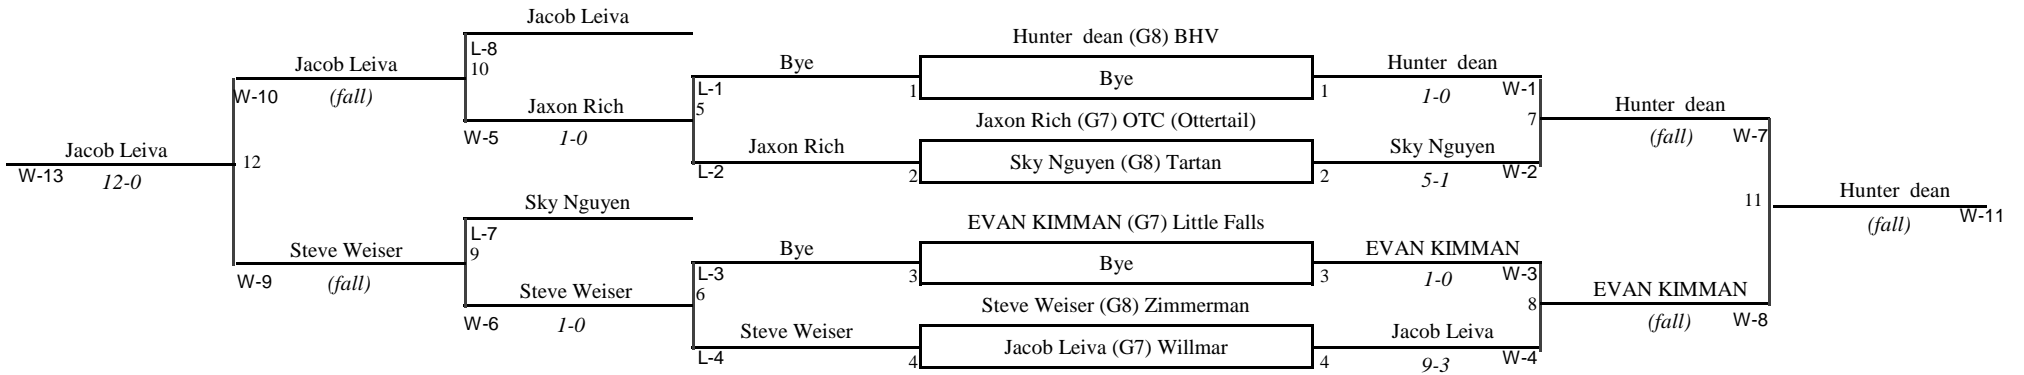 Jacob Leiva
L-8
10
Jacob Leiva
W-10 (fall)
Jaxon Rich
W-5 1-0
Jacob Leiva
W-13 12-0
12
Sky Nguyen
L-7
9
Steve Weiser
W-9 (fall)
Steve Weiser
W-6 1-0
Bye
L-1 1
5
Jaxon Rich
L-2 2
Bye
L-3 3
6
Steve Weiser
L-4 4
Hunter dean (G8) BHV
Bye
Jaxon Rich (G7) OTC (Ottertail)
Sky Nguyen (G8) Tartan
EVAN KIMMAN (G7) Little Falls
Bye
Steve Weiser (G8) Zimmerman
Jacob Leiva (G7) Willmar
Hunter dean
1 1-0 W-1
7
Sky Nguyen
2 5-1 W-2
EVAN KIMMAN
3 1-0 W-3
8
Jacob Leiva
4 9-3 W-4
Hunter dean
(fall) W-7
11
EVAN KIMMAN
(fall) W-8
Hunter dean
(fall) W-11